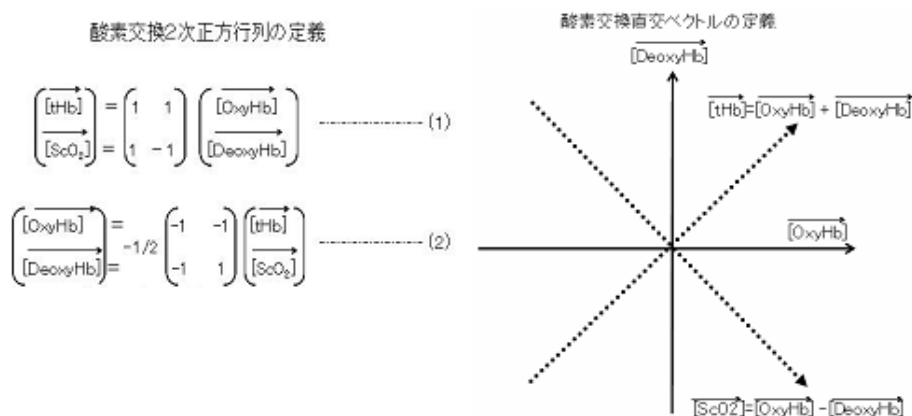 酸素交換2次正方行列の定義
[tHb] = 1 1 [OxyHb]
[ScO₂] = 1 -1 [DeoxyHb] (1)
[OxyHb] = -1 -1 [tHb]
-1/2 (2)
[DeoxyHb] = -1 1 [ScO₂]
酸素交換直交ベクトルの定義
[DeoxyHb]
[tHb]=[OxyHb]+[DeoxyHb]
[OxyHb]
[ScO2]=[OxyHb]-[DeoxyHb]